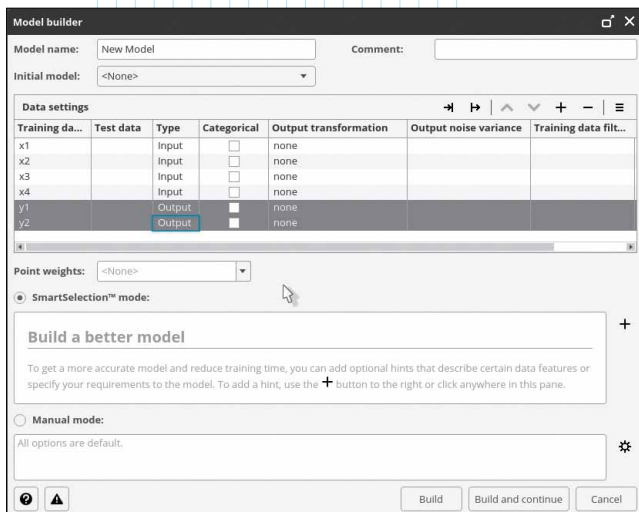 Model builder
Model name: New Model Comment:
Initial model: <None>
Data settings
Training da... Test data Type Categorical Output transformation Output noise variance Training data filt...
x1 Input none
x2 Input none
x3 Input none
x4 Input none
y1 Output none
y2 Output none
Point weights: <None>
SmartSelection™ mode:
Build a better model
To get a more accurate model and reduce training time, you can add optional hints that describe certain data features or
specify your requirements to the model. To add a hint, use the + button to the right or click anywhere in this pane.
Manual mode:
All options are default.
Build Build and continue Cancel